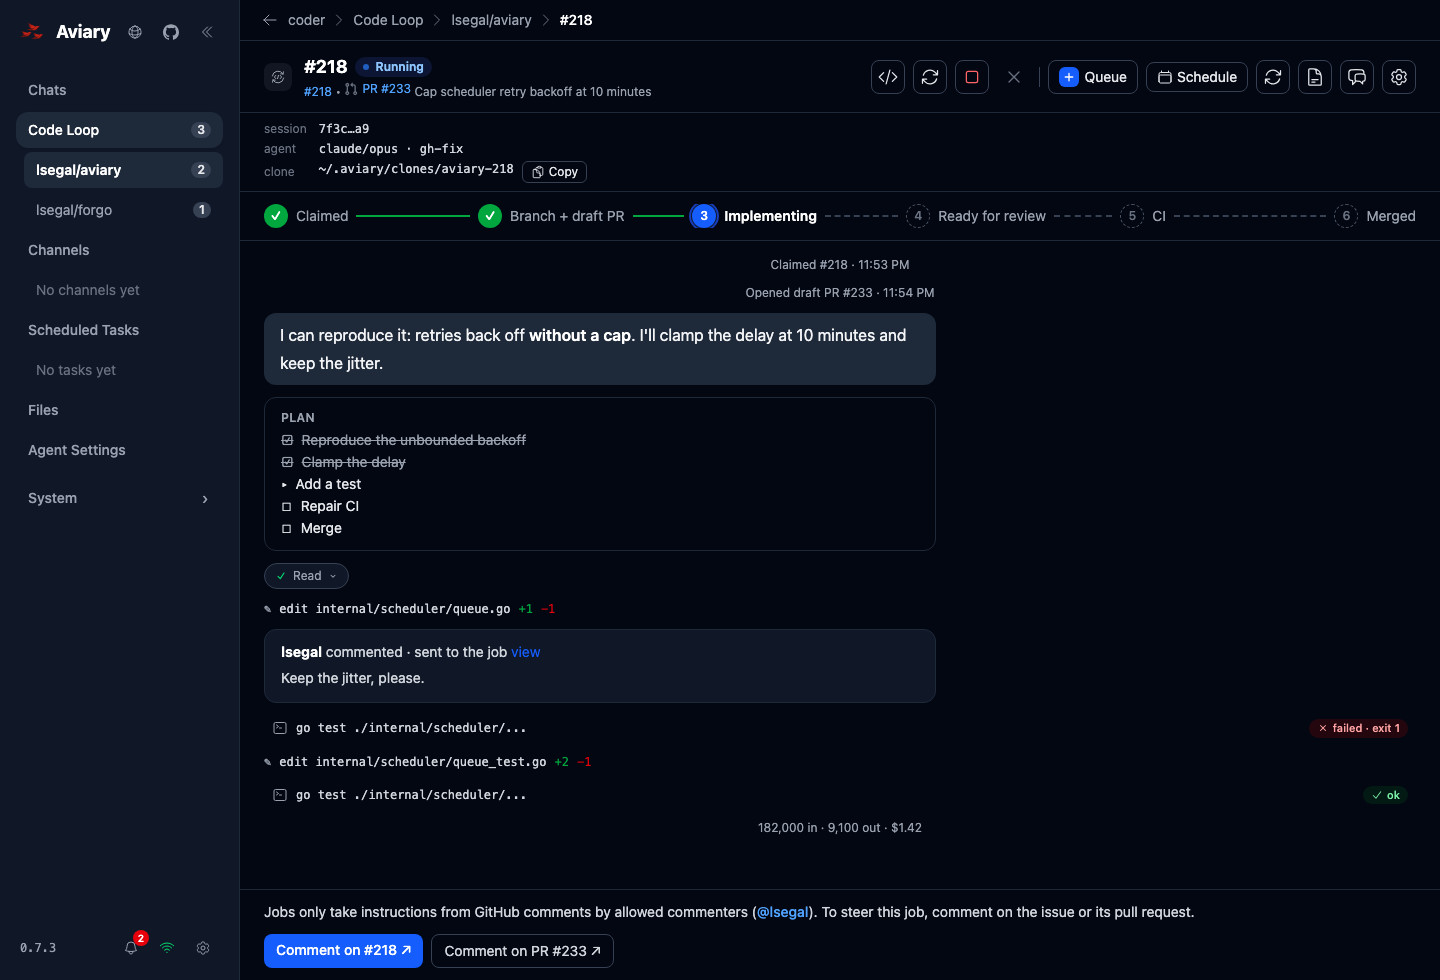 Aviary
Chats
Code Loop 3
lsegal/aviary 2
lsegal/forgo 1
Channels
No channels yet
Scheduled Tasks
No tasks yet
Files
Agent Settings
System
0.7.3
2
coder
Code Loop
lsegal/aviary
#218
#218 Running
#218 · PR #233 Cap scheduler retry backoff at 10 minutes
Queue
Schedule
session 7f3c…a9
agent claude/opus · gh-fix
clone ~/.aviary/clones/aviary-218 Copy
Claimed
Branch + draft PR
3 Implementing
4 Ready for review
5 CI
6 Merged
Claimed #218 · 11:53 PM
Opened draft PR #233 · 11:54 PM
I can reproduce it: retries back off without a cap. I'll clamp the delay at 10 minutes and
keep the jitter.
PLAN
Reproduce the unbounded backoff
Clamp the delay
Add a test
Repair CI
Merge
Read
edit internal/scheduler/queue.go +1 −1
lsegal commented · sent to the job view
Keep the jitter, please.
go test ./internal/scheduler/... failed · exit 1
edit internal/scheduler/queue_test.go +2 −1
go test ./internal/scheduler/... ok
182,000 in · 9,100 out · $1.42
Jobs only take instructions from GitHub comments by allowed commenters (@lsegal). To steer this job, comment on the issue or its pull request.
Comment on #218 ↗
Comment on PR #233 ↗